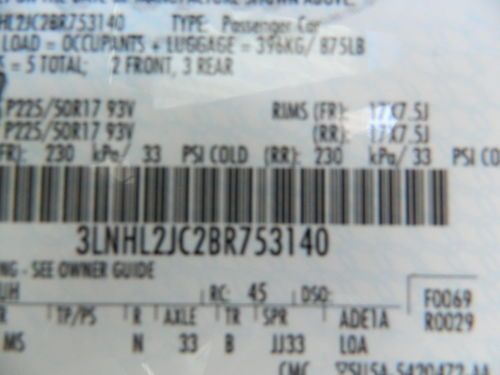 HL2JC2BR753140 TYPE: Passenger Car
LOAD = OCCUPANTS + LUGGAGE = 396KG/ 875LB
= 5 TOTAL; 2 FRONT, 3 REAR
P225/50R17 93V RIMS (FR): 17X7.5J
P225/50R17 93V (RR): 17X7.5J
FR): 230 kPa/ 33 PSI COLD (RR): 230 kPa/ 33 PSI CO
3LNHL2JC2BR753140
NG - SEE OWNER GUIDE
UH RC: 45 DSO: F0069
R TP/PS R AXLE TR SPR ADE1A R0029
MS N 33 B JJ33 LOA